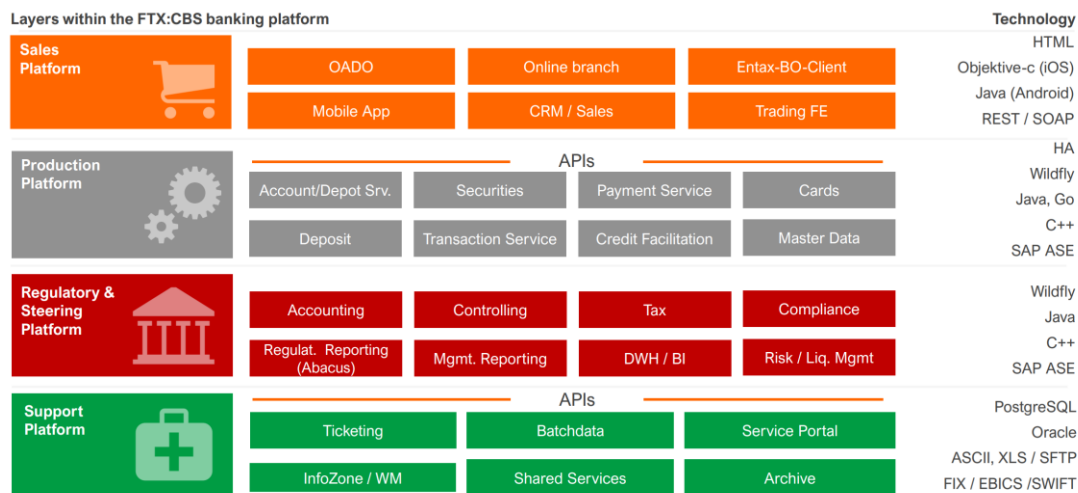 Layers within the FTX:CBS banking platform
Technology
Sales
Platform
OADO
Online branch
Entax-BO-Client
Mobile App
CRM / Sales
Trading FE
HTML
Objektive-c (iOS)
Java (Android)
REST / SOAP
Production
Platform
APIs
Account/Depot Srv.
Securities
Payment Service
Cards
Deposit
Transaction Service
Credit Facilitation
Master Data
HA
Wildfly
Java, Go
C++
SAP ASE
Regulatory &
Steering
Platform
Accounting
Controlling
Tax
Compliance
Regulat. Reporting
(Abacus)
Mgmt. Reporting
DWH / BI
Risk / Liq. Mgmt
Wildfly
Java
C++
SAP ASE
Support
Platform
APIs
Ticketing
Batchdata
Service Portal
InfoZone / WM
Shared Services
Archive
PostgreSQL
Oracle
ASCII, XLS / SFTP
FIX / EBICS /SWIFT